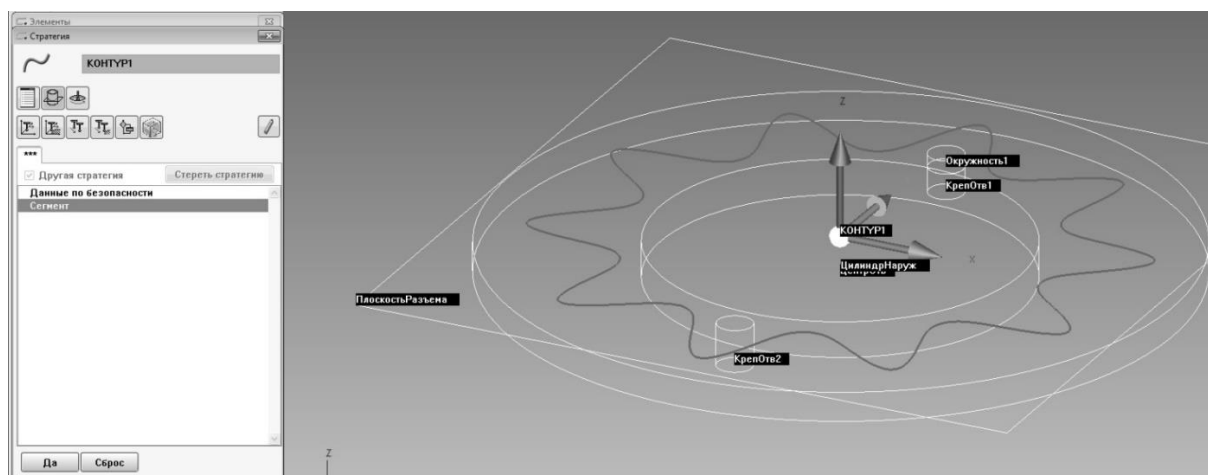 Элементы
Стратегия
КОНТУР1
***
Другая стратегия
Стереть стратегию
Данные по безопасности
Сегмент
Да
Сброс
Z
Окружность1
КрепОтв1
КОНТУР1
X
ЦилиндрНаруж
ПлоскостьРазъема
КрепОтв2
Z